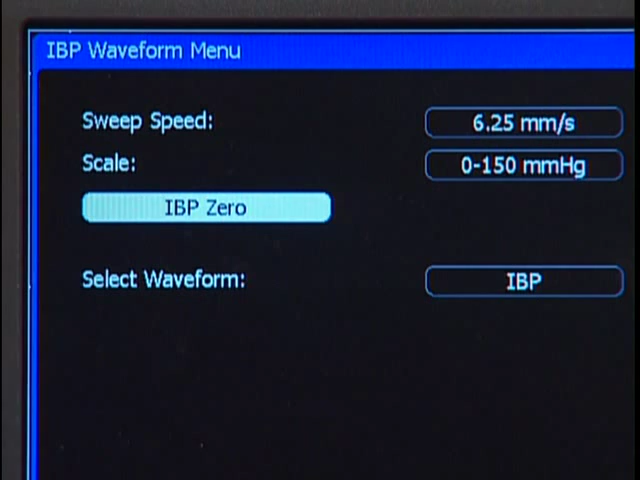 IBP Waveform Menu
Sweep Speed: 6.25 mm/s
Scale: 0-150 mmHg
IBP Zero
Select Waveform: IBP